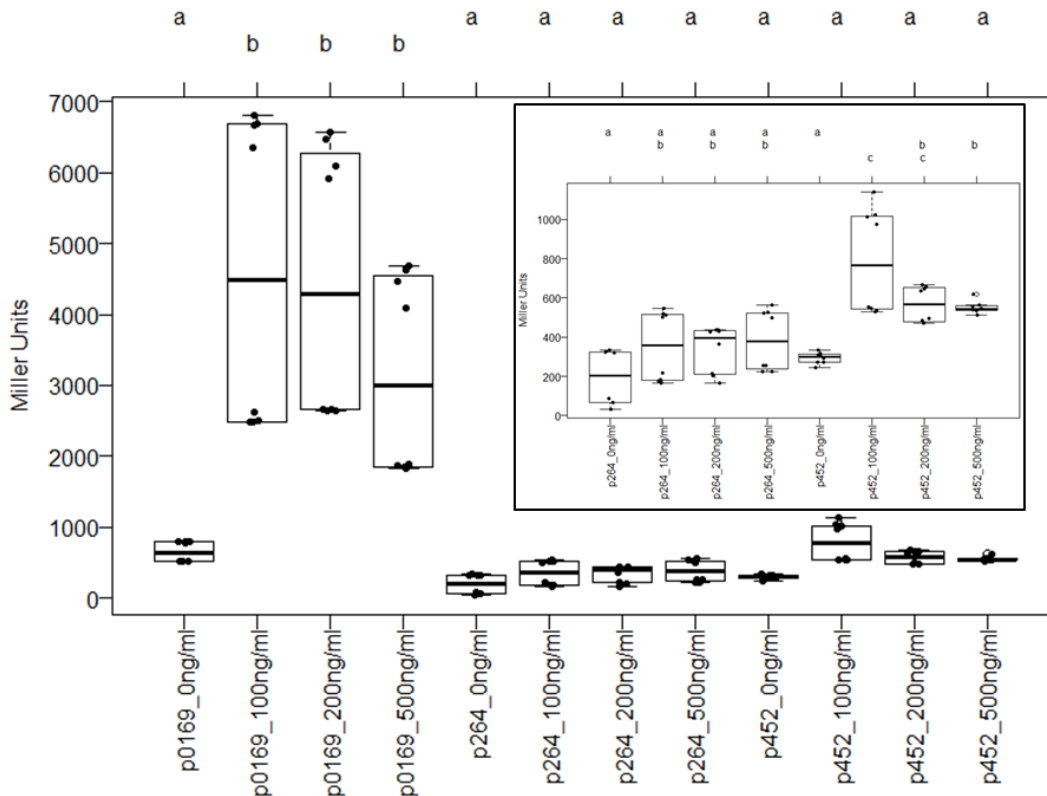 a a a a a a a a a
b b b
Miller Units
7000
6000
5000
4000
3000
2000
1000
0
p0169_0ng/ml
p0169_100ng/ml
p0169_200ng/ml
p0169_500ng/ml
p264_0ng/ml
p264_100ng/ml
p264_200ng/ml
p264_500ng/ml
p452_0ng/ml
p452_100ng/ml
p452_200ng/ml
p452_500ng/ml
a a a a a
b b b b b
c c
Miller Units
1000
800
600
400
200
0
p264_0ng/ml
p264_100ng/ml
p264_200ng/ml
p264_500ng/ml
p452_0ng/ml
p452_100ng/ml
p452_200ng/ml
p452_500ng/ml